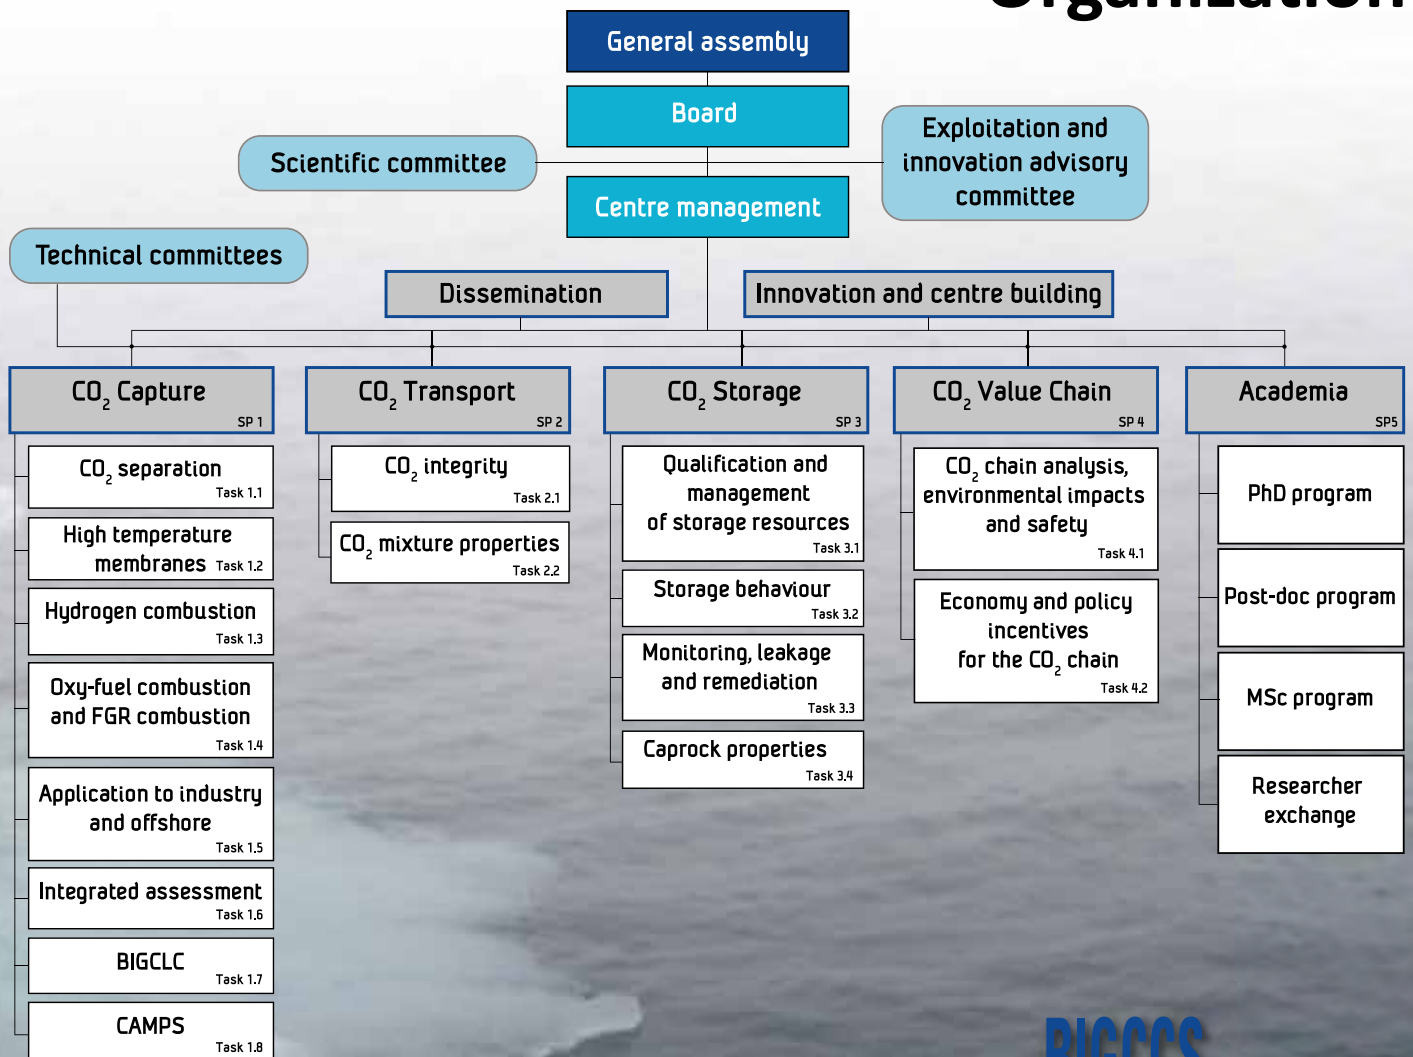 Organization
General assembly
Board
Scientific committee
Exploitation and
innovation advisory
committee
Centre management
Technical committees
Dissemination
Innovation and centre building
CO₂ Capture
SP 1
CO₂ separation
Task 1.1
High temperature
membranes Task 1.2
Hydrogen combustion
Task 1.3
Oxy-fuel combustion
and FGR combustion
Task 1.4
Application to industry
and offshore
Task 1.5
Integrated assessment
Task 1.6
BIGCLC
Task 1.7
CAMPS
Task 1.8
CO₂ Transport
SP 2
CO₂ integrity
Task 2.1
CO₂ mixture properties
Task 2.2
CO₂ Storage
SP 3
Qualification and
management
of storage resources
Task 3.1
Storage behaviour
Task 3.2
Monitoring, leakage
and remediation
Task 3.3
Caprock properties
Task 3.4
CO₂ Value Chain
SP 4
CO₂ chain analysis,
environmental impacts
and safety
Task 4.1
Economy and policy
incentives
for the CO₂ chain
Task 4.2
Academia
SP5
PhD program
Post-doc program
MSc program
Researcher
exchange
BIGCCS